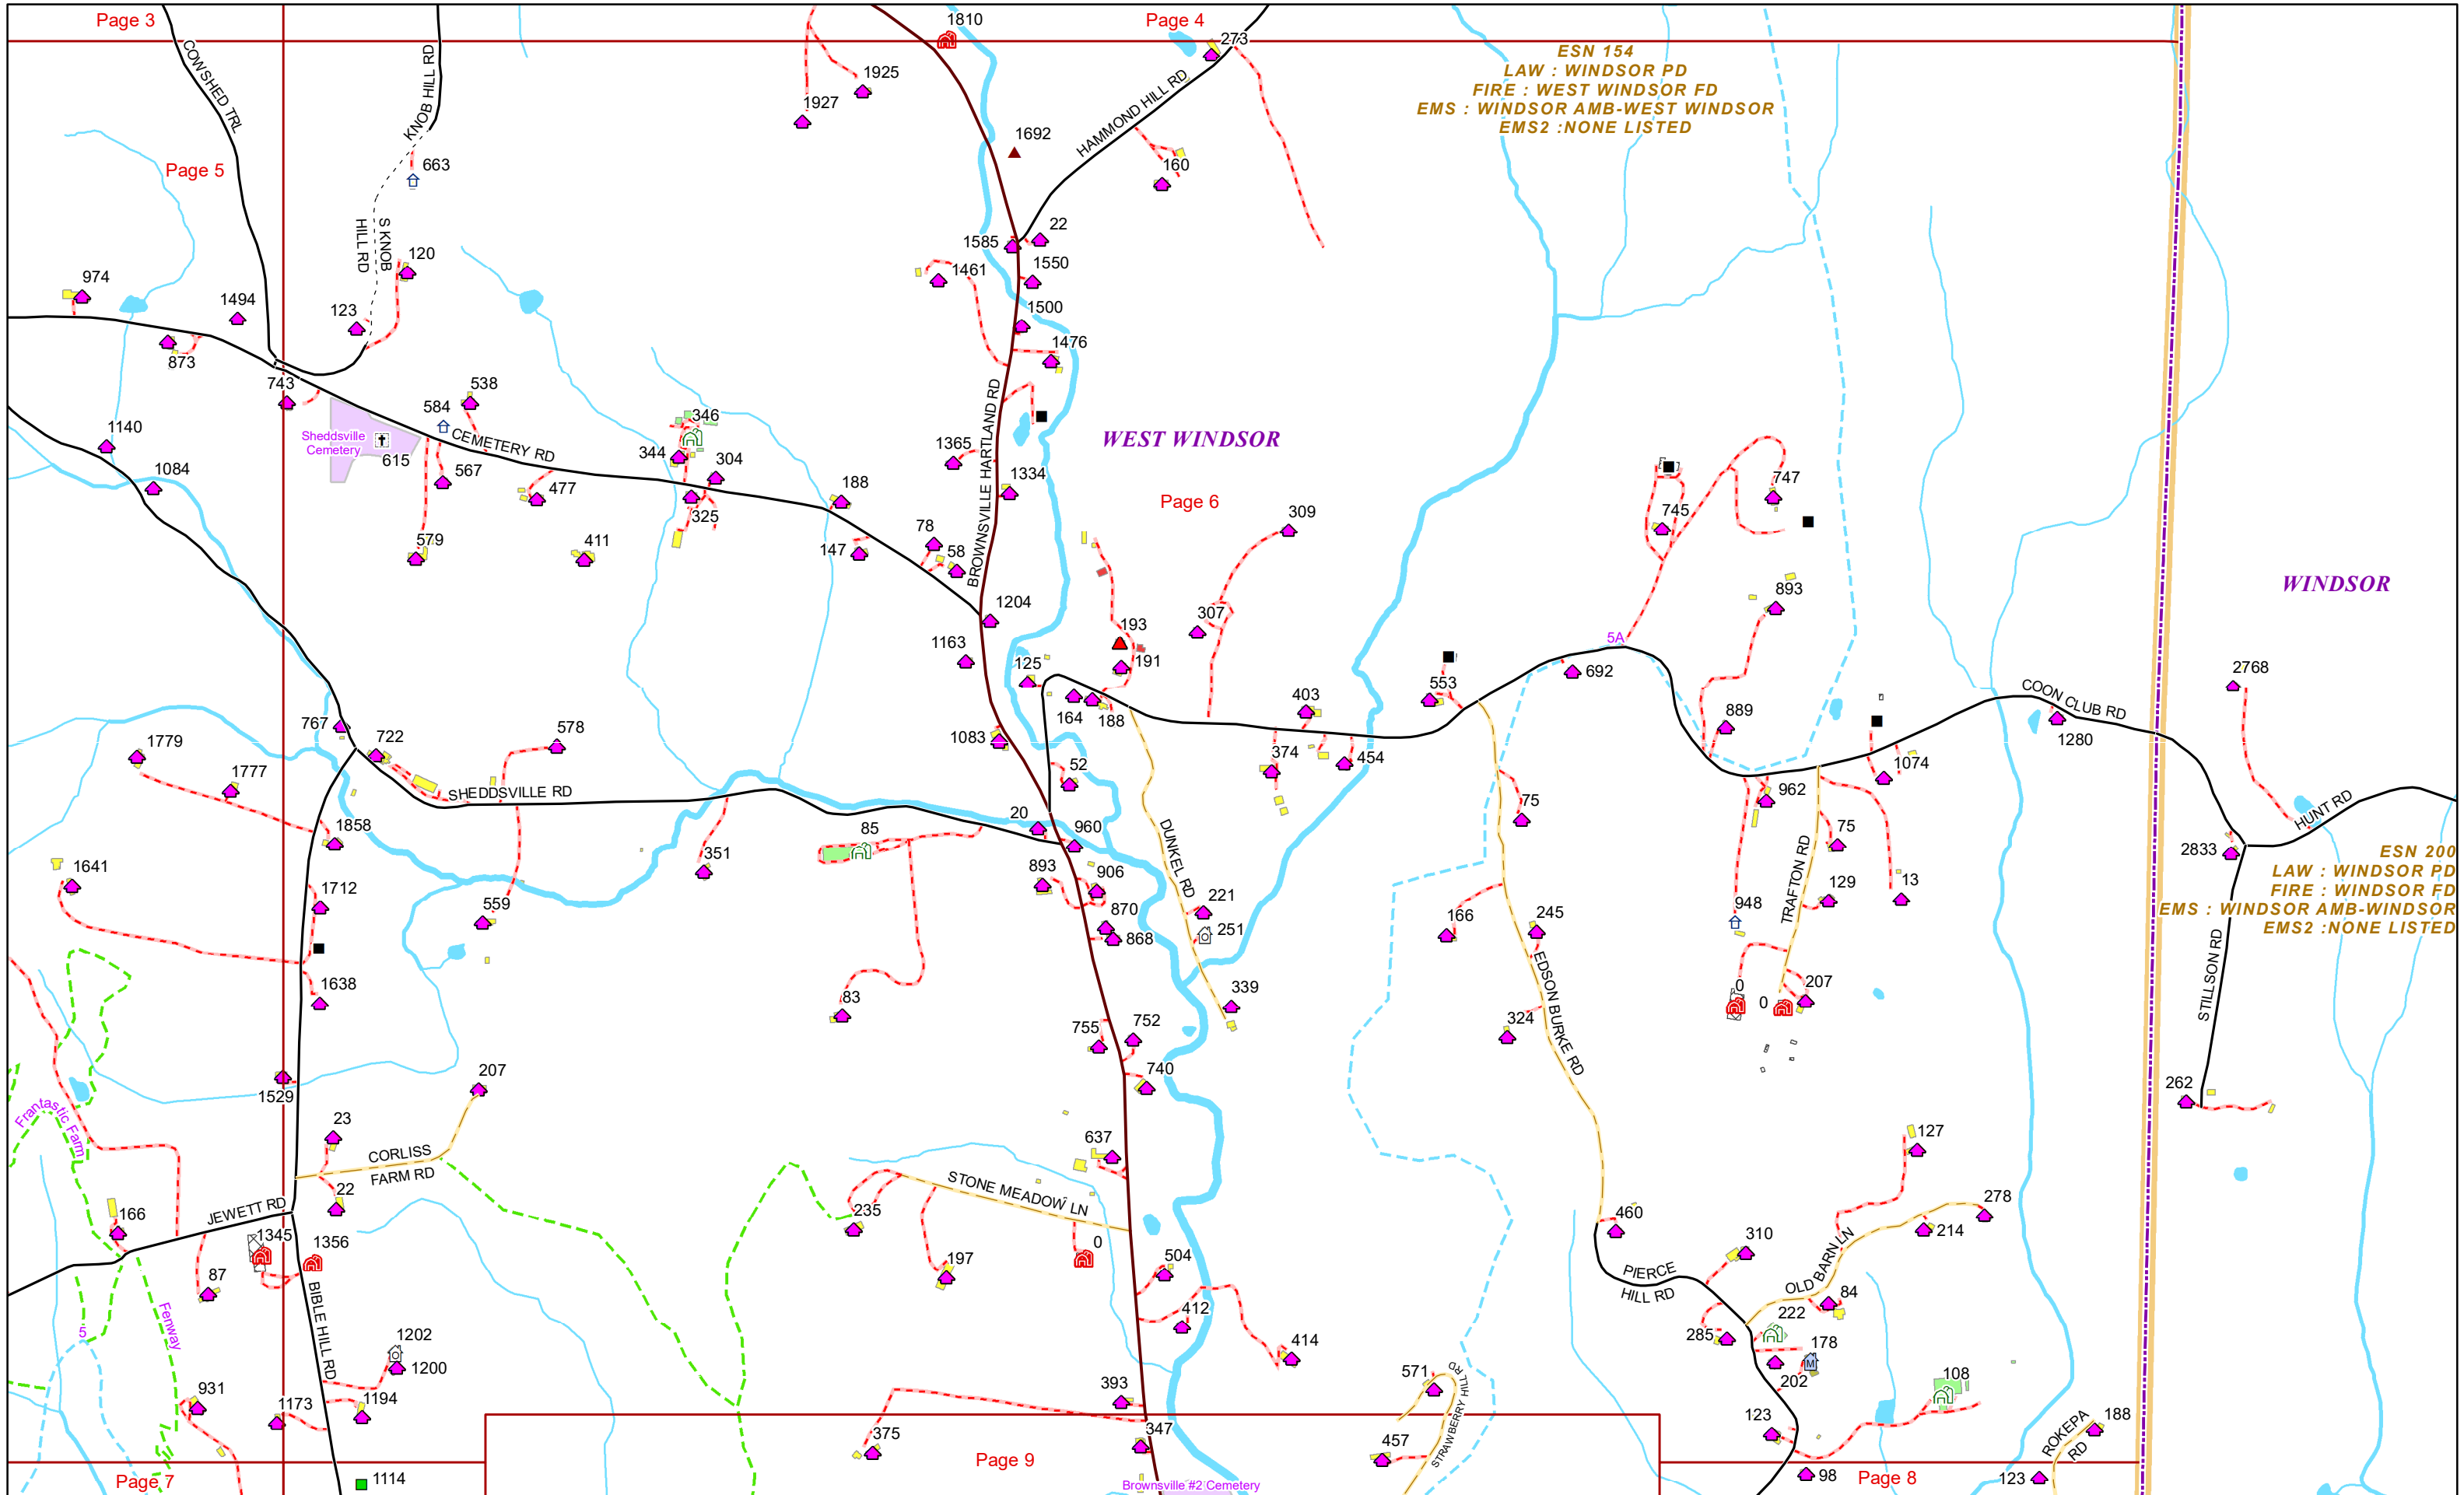 Page 3
1810
Page 4
273
ESN 154
LAW : WINDSOR PD
FIRE : WEST WINDSOR FD
EMS : WINDSOR AMB-WEST WINDSOR
EMS2 :NONE LISTED
COWSHED TRL
KNOB HILL RD
1925
1927
HAMMOND HILL RD
1692
Page 5
663
160
S KNOB
HILL RD
22
1585
120
1461
1550
974
1494
123
1500
873
1476
743
538
584
346
BROWNSVILLE HARTLAND RD
WEST WINDSOR
1140
Sheddsville
Cemetery
CEMETERY RD
615
1365
344
304
1084
567
477
188
1334
Page 6
747
325
745
309
579
411
147
78
58
WINDSOR
893
1204
307
193
5A
1163
125
191
692
2768
553
403
COON CLUB RD
164
188
767
722
578
1083
889
1280
1779
374
454
1074
1777
52
SHEDDSVILLE RD
962
75
HUNT RD
20
960
1858
85
DUNKEL RD
75
2833
ESN 200
LAW : WINDSOR PD
FIRE : WINDSOR FD
EMS : WINDSOR AMB-WINDSOR
EMS2 :NONE LISTED
351
1641
893
906
TRAFTON RD
129
13
1712
559
221
948
870
868
251
166
245
EDSON BURKE RD
STILLSON RD
1638
83
339
0
0
207
324
755
752
740
1529
207
262
Frantastic Farm
23
637
127
CORLISS
FARM RD
22
STONE MEADOW LN
278
JEWETT RD
166
235
460
214
1345
1356
0
310
OLD BARN LN
197
504
PIERCE
HILL RD
87
84
BIBLE HILL RD
Fenway
412
222
5
285
178
1202
1200
414
571
STRAWBERRY HILL RD
202
108
931
1173
1194
393
123
ROKEPA
RD
188
375
347
457
Page 9
Page 7
1114
Brownsville #2 Cemetery
98
Page 8
123